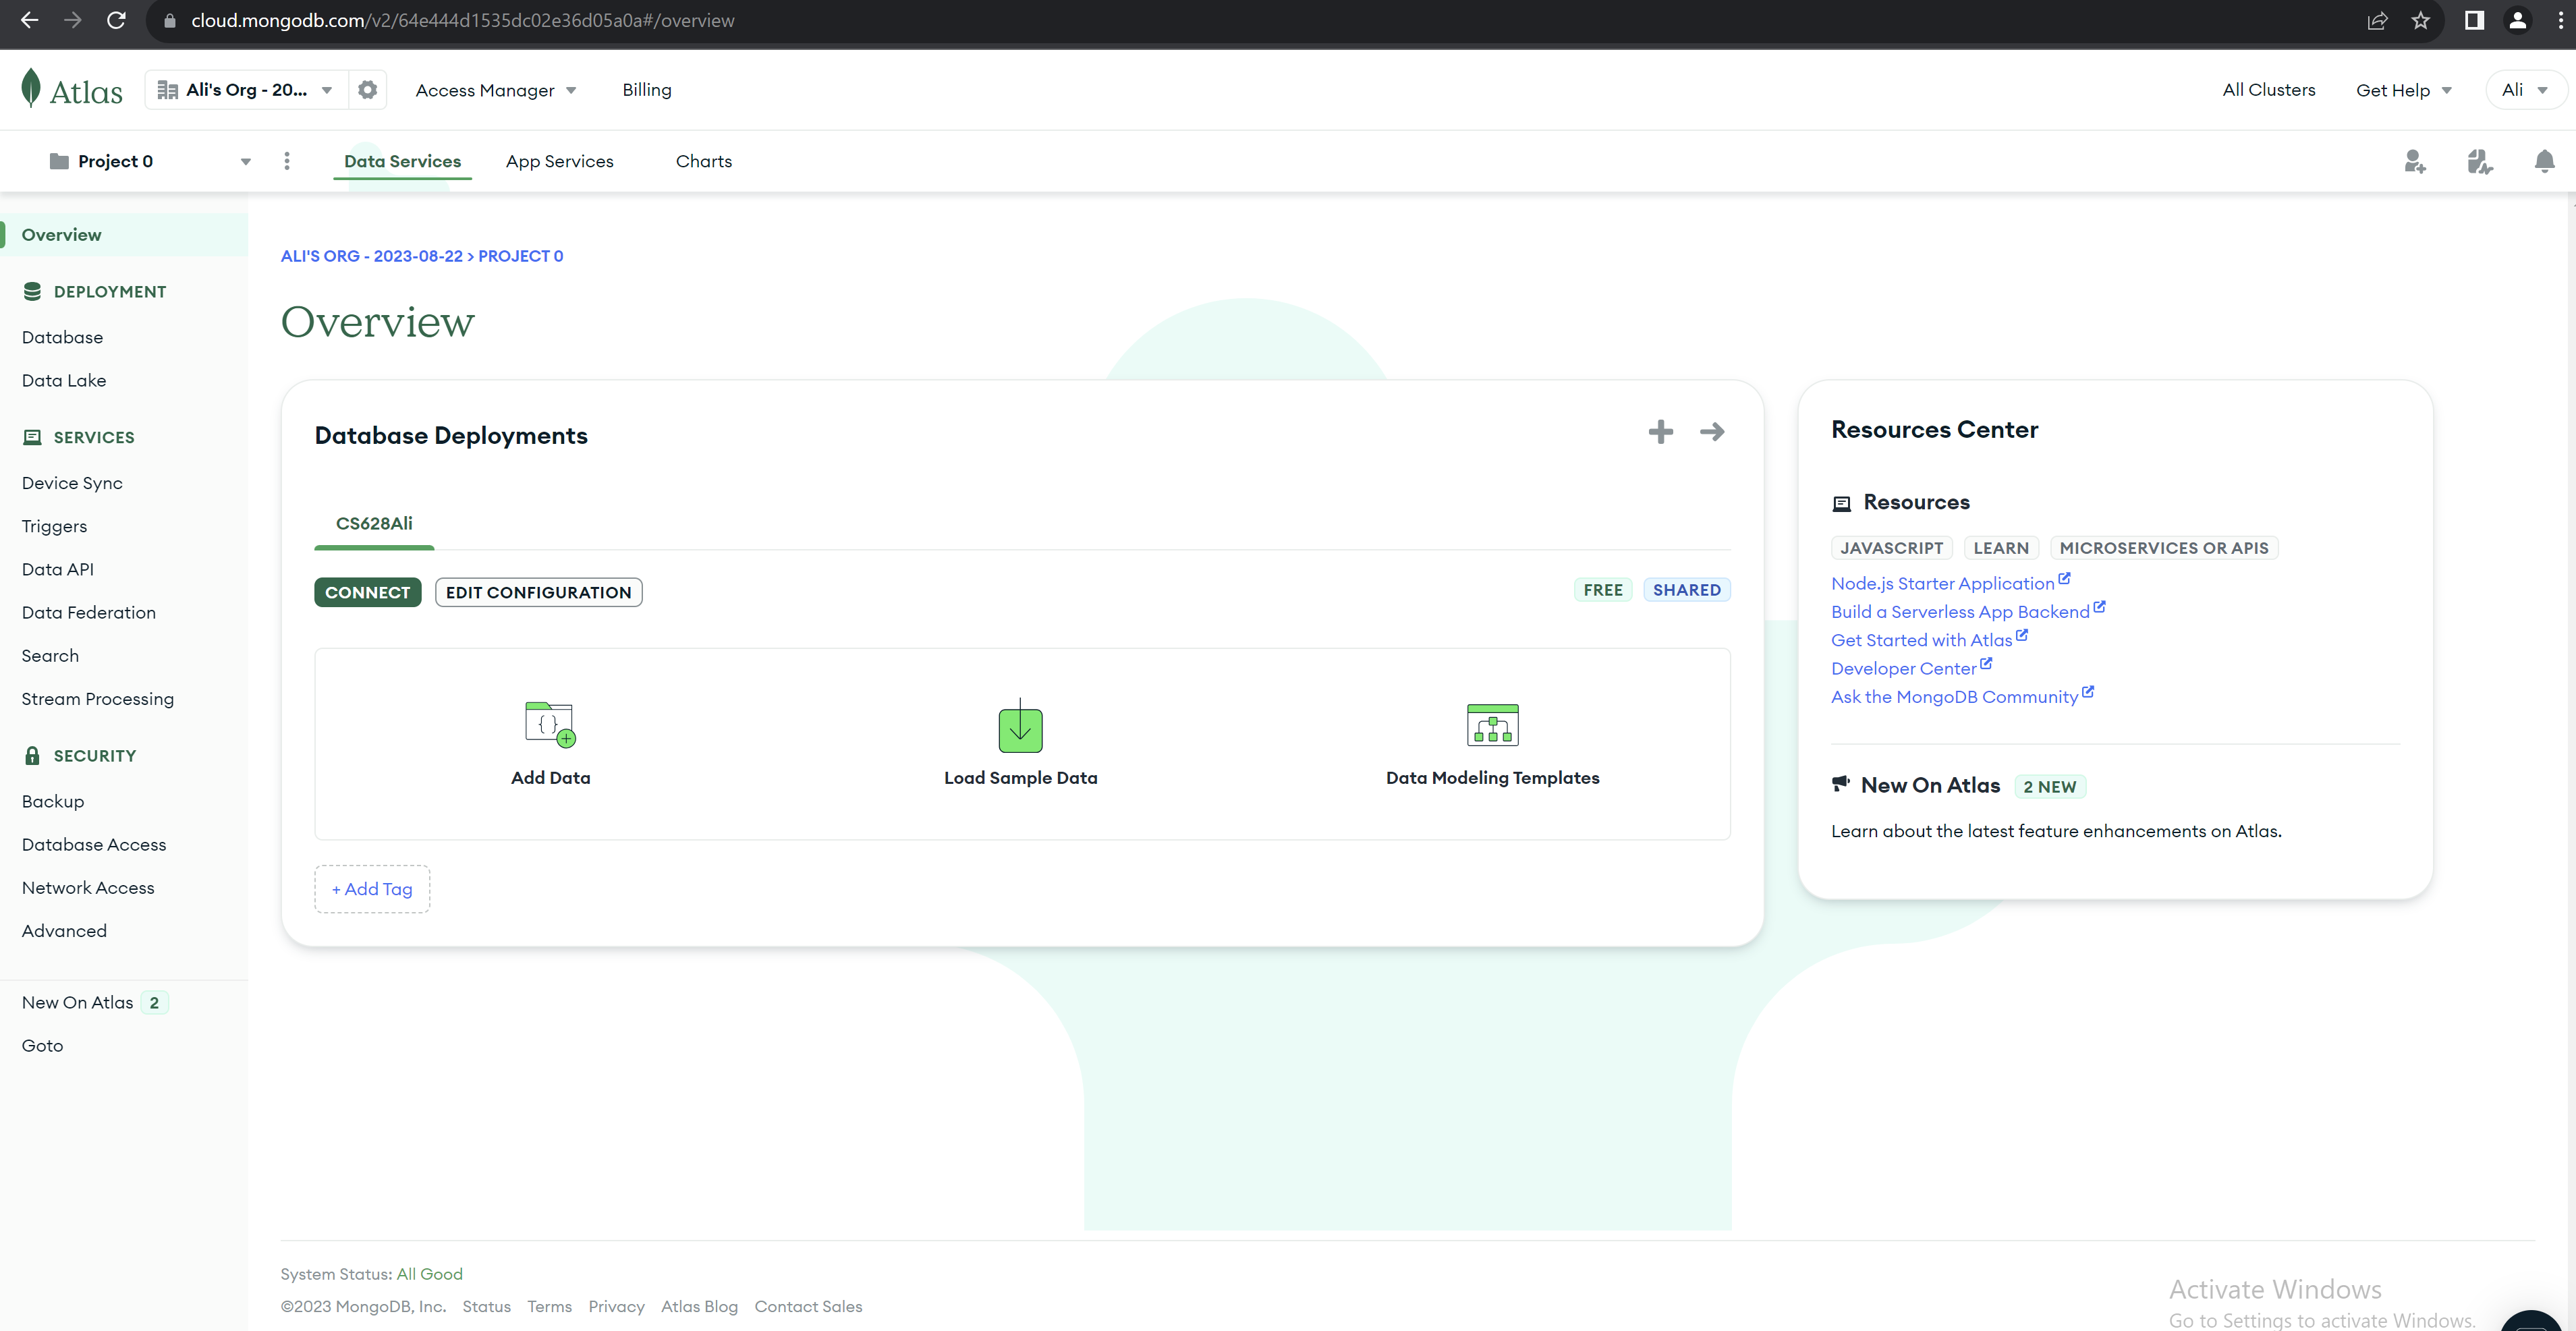 cloud.mongodb.com/v2/64e444d1535dc02e36d05a0a#/overview
Atlas
Ali's Org - 20...
Access Manager
Billing
All Clusters
Get Help
Ali
Project 0
Data Services
App Services
Charts
Overview
DEPLOYMENT
Database
Data Lake
SERVICES
Device Sync
Triggers
Data API
Data Federation
Search
Stream Processing
SECURITY
Backup
Database Access
Network Access
Advanced
New On Atlas 2
Goto
ALI'S ORG - 2023-08-22 > PROJECT 0
Overview
Database Deployments
CS628Ali
CONNECT
EDIT CONFIGURATION
FREE
SHARED
{ }
Add Data
Load Sample Data
Data Modeling Templates
+ Add Tag
Resources Center
Resources
JAVASCRIPT
LEARN
MICROSERVICES OR APIS
Node.js Starter Application
Build a Serverless App Backend
Get Started with Atlas
Developer Center
Ask the MongoDB Community
New On Atlas 2 NEW
Learn about the latest feature enhancements on Atlas.
System Status: All Good
©2023 MongoDB, Inc. Status Terms Privacy Atlas Blog Contact Sales
Activate Windows
Go to Settings to activate Windows.